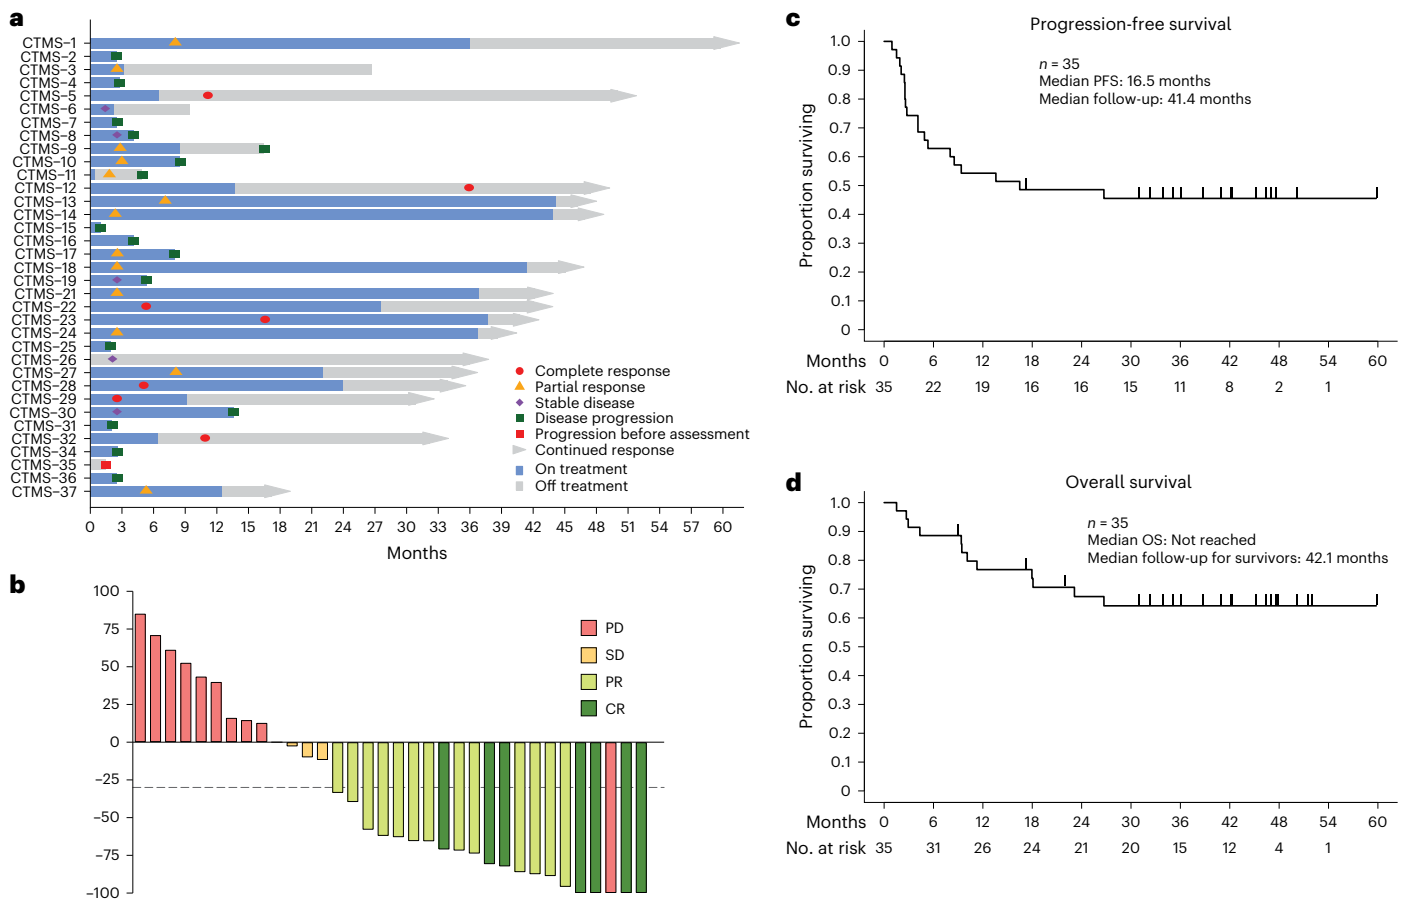 a
CTMS–1
CTMS–2
CTMS–3
CTMS–4
CTMS–5
CTMS–6
CTMS–7
CTMS–8
CTMS–9
CTMS–10
CTMS–11
CTMS–12
CTMS–13
CTMS–14
CTMS–15
CTMS–16
CTMS–17
CTMS–18
CTMS–19
CTMS–21
CTMS–22
CTMS–23
CTMS–24
CTMS–25
CTMS–26
CTMS–27
CTMS–28
CTMS–29
CTMS–30
CTMS–31
CTMS–32
CTMS–34
CTMS–35
CTMS–36
CTMS–37
Complete response
Partial response
Stable disease
Disease progression
Progression before assessment
Continued response
On treatment
Off treatment
0 3 6 9 12 15 18 21 24 27 30 33 36 39 42 45 48 51 54 57 60
Months
b
100
75
50
25
0
–25
–50
–75
–100
PD
SD
PR
CR
c
Progression-free survival
n = 35
Median PFS: 16.5 months
Median follow-up: 41.4 months
Proportion surviving
1.0
0.9
0.8
0.7
0.6
0.5
0.4
0.3
0.2
0.1
0
Months 0 6 12 18 24 30 36 42 48 54 60
No. at risk 35 22 19 16 16 15 11 8 2 1
d
Overall survival
n = 35
Median OS: Not reached
Median follow-up for survivors: 42.1 months
Proportion surviving
1.0
0.9
0.8
0.7
0.6
0.5
0.4
0.3
0.2
0.1
0
Months 0 6 12 18 24 30 36 42 48 54 60
No. at risk 35 31 26 24 21 20 15 12 4 1